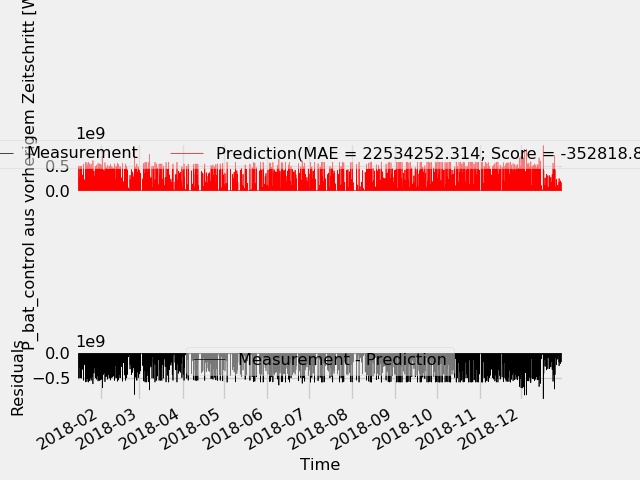 P_bat_control aus vorherigem Zeitschritt [W
1e9
Measurement
Prediction(MAE = 22534252.314; Score = -352818.8
0.5
0.0
Residuals
1e9
0.0
Measurement - Prediction
−0.5
2018-02
2018-03
2018-04
2018-05
2018-06
2018-07
2018-08
2018-09
2018-10
2018-11
2018-12
Time